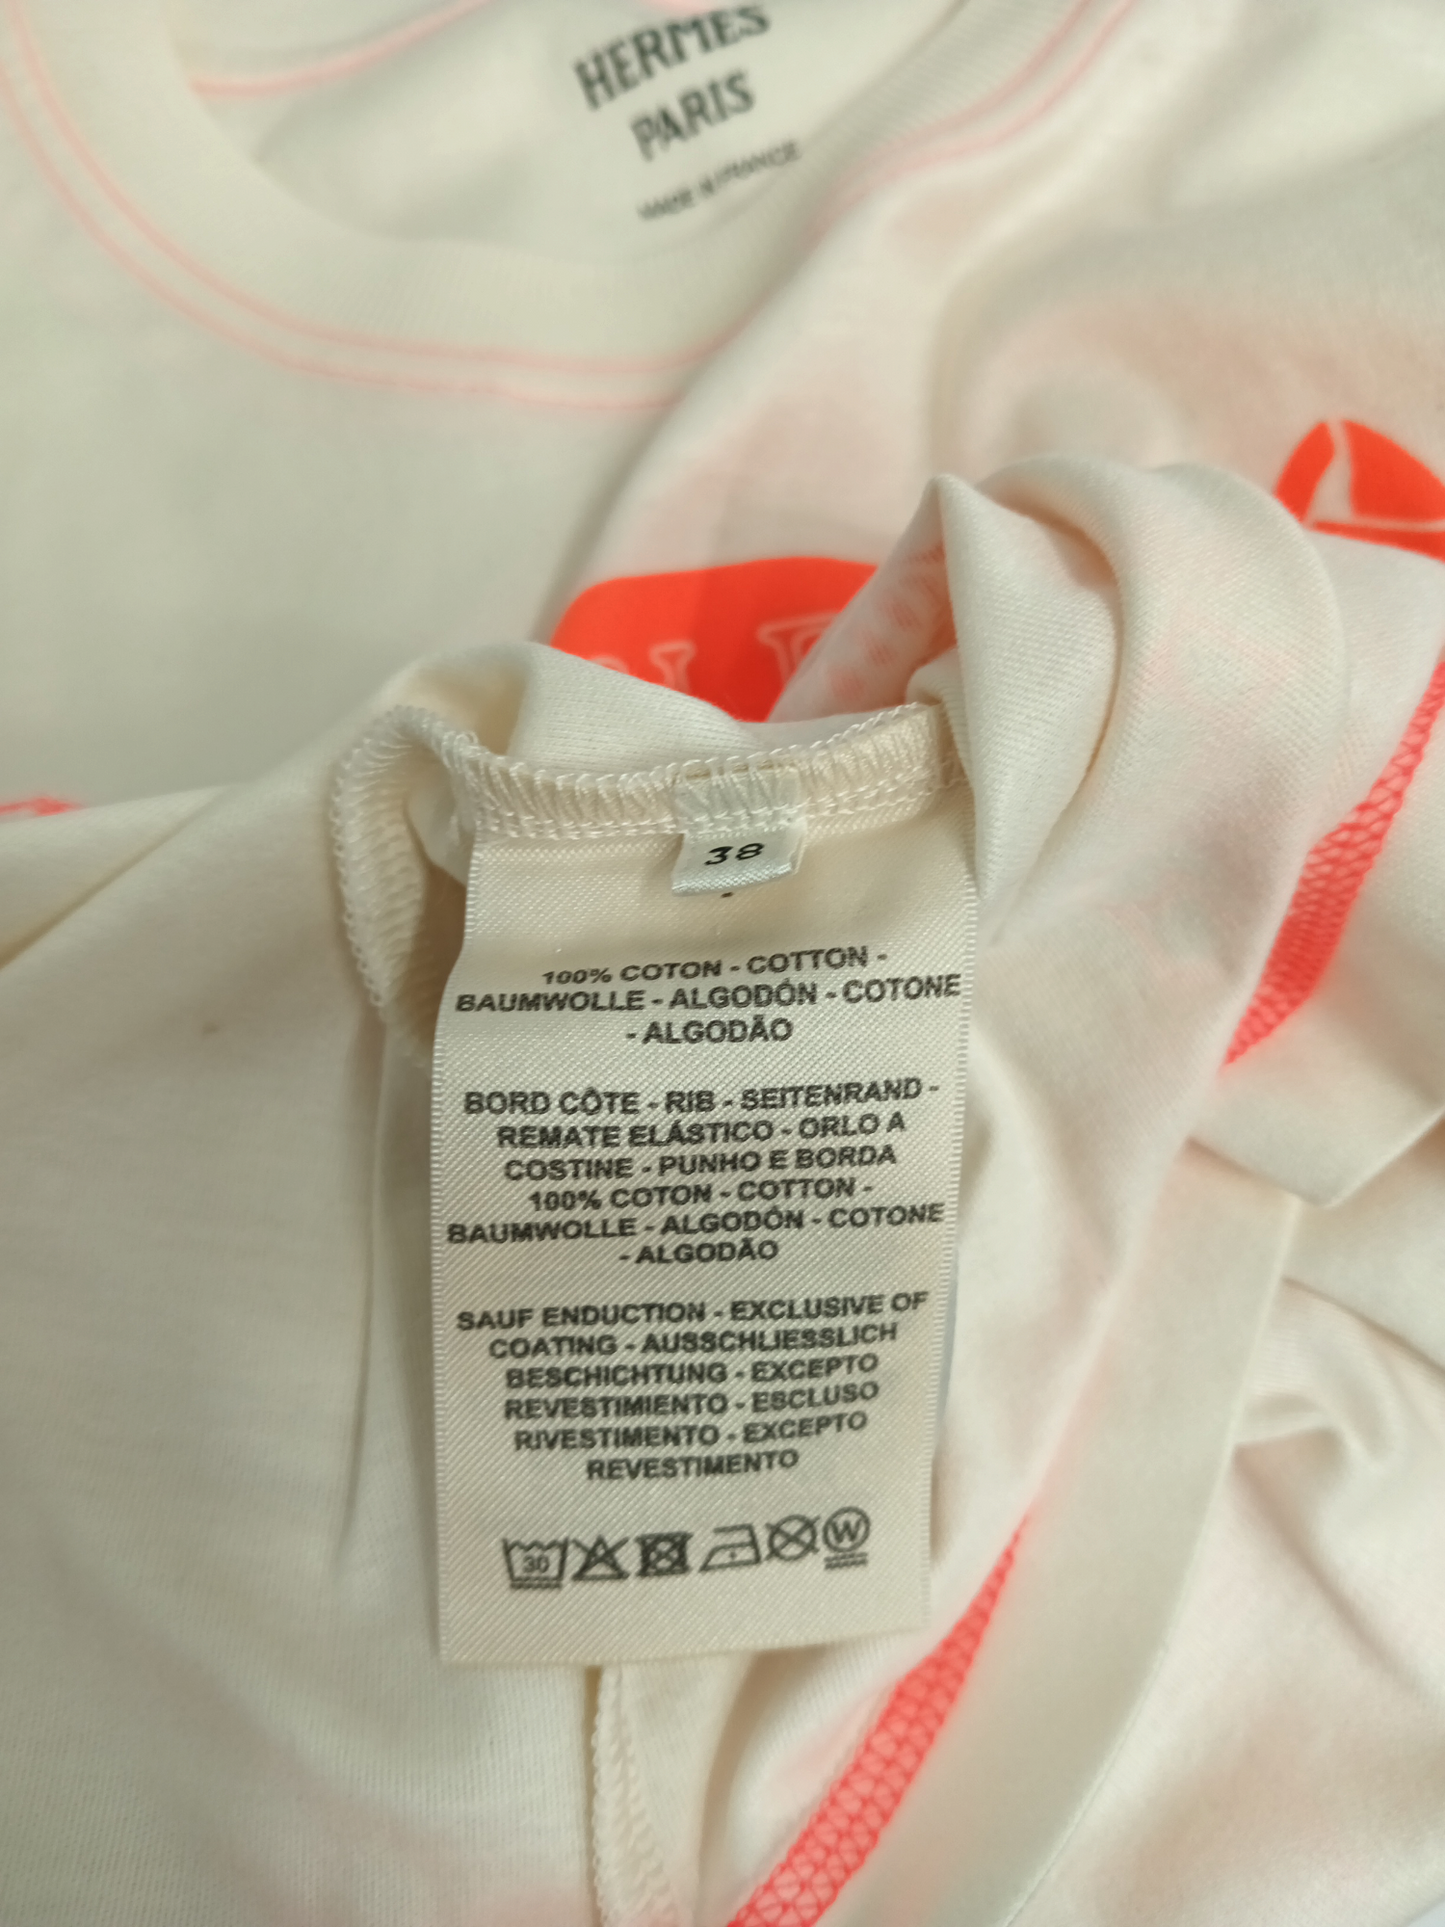 HERMES
PARIS
MADE IN FRANCE
38
100% COTON - COTTON -
BAUMWOLLE - ALGODÓN - COTONE
- ALGODÃO
BORD CÔTE - RIB - SEITENRAND -
REMATE ELÁSTICO - ORLO A
COSTINE - PUNHO E BORDA
100% COTON - COTTON -
BAUMWOLLE - ALGODÓN - COTONE
- ALGODÃO
SAUF ENDUCTION - EXCLUSIVE OF
COATING - AUSSCHLIESSLICH
BESCHICHTUNG - EXCEPTO
REVESTIMIENTO - ESCLUSO
RIVESTIMENTO - EXCEPTO
REVESTIMENTO
30 W